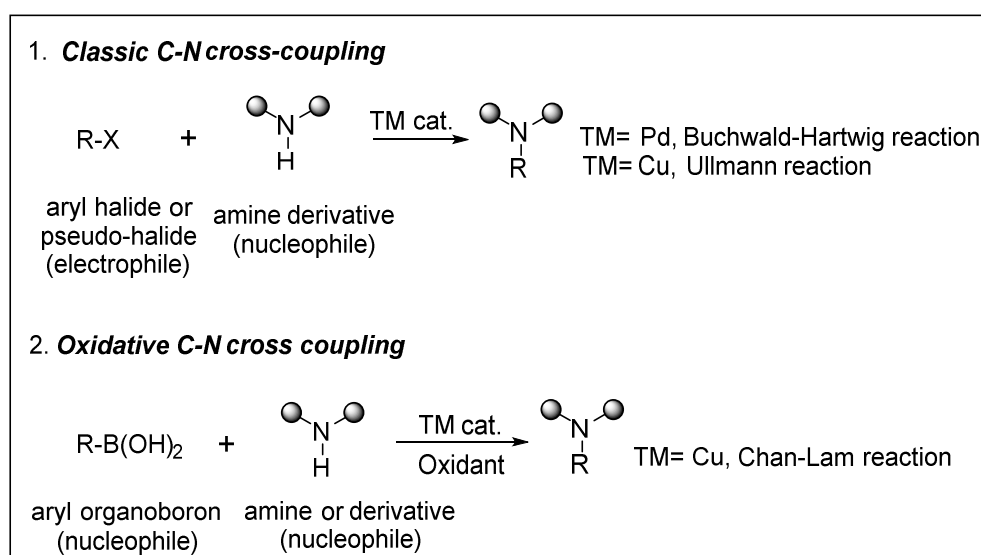 1. Classic C-N cross-coupling
R-X + N H TM cat. N R TM= Pd, Buchwald-Hartwig reaction
TM= Cu, Ullmann reaction
aryl halide or
pseudo-halide
(electrophile)
amine derivative
(nucleophile)
2. Oxidative C-N cross coupling
R-B(OH)2 + N H TM cat. Oxidant N R TM= Cu, Chan-Lam reaction
aryl organoboron
(nucleophile)
amine or derivative
(nucleophile)